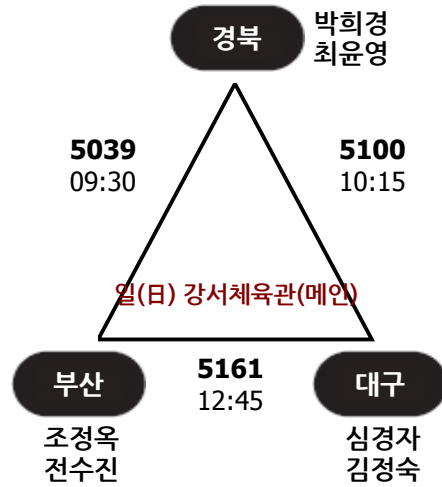 경북
박희경
최윤영
5039
09:30
5100
10:15
일(日) 강서체육관(메인)
부산
5161
12:45
대구
조정옥
전수진
심경자
김정숙